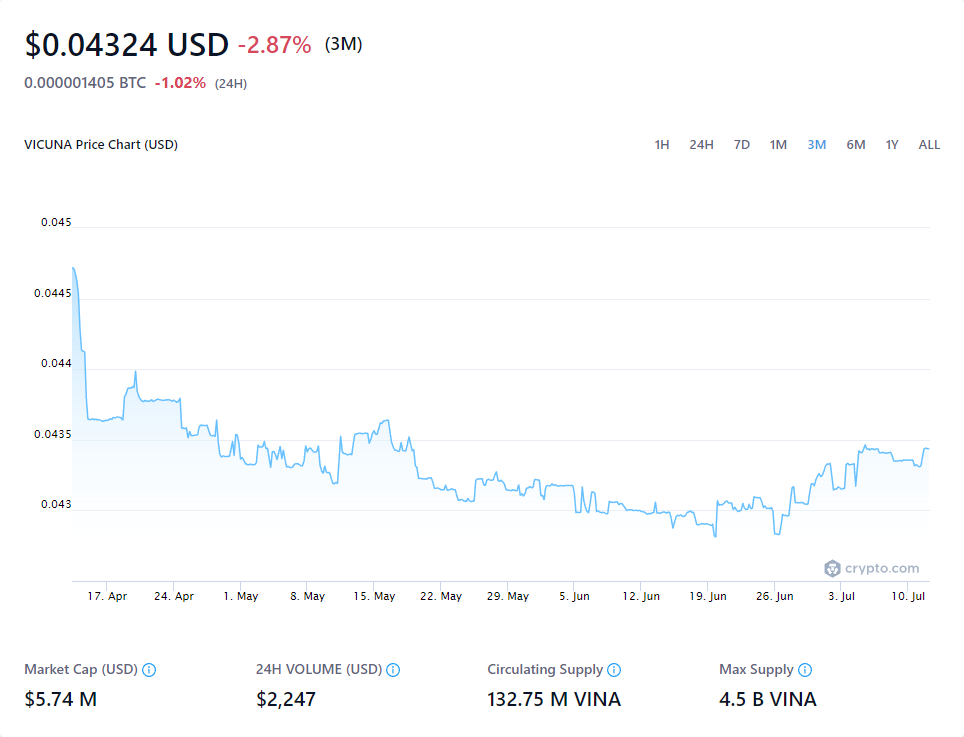 $0.04324 USD -2.87% (3M)
0.000001405 BTC -1.02% (24H)
VICUNA Price Chart (USD) 1H 24H 7D 1M 3M 6M 1Y ALL
0.045
0.0445
0.044
0.0435
0.043
crypto.com
17. Apr 24. Apr 1. May 8. May 15. May 22. May 29. May 5. Jun 12. Jun 19. Jun 26. Jun 3. Jul 10. Jul
Market Cap (USD) 24H VOLUME (USD) Circulating Supply Max Supply
$5.74 M $2,247 132.75 M VINA 4.5 B VINA